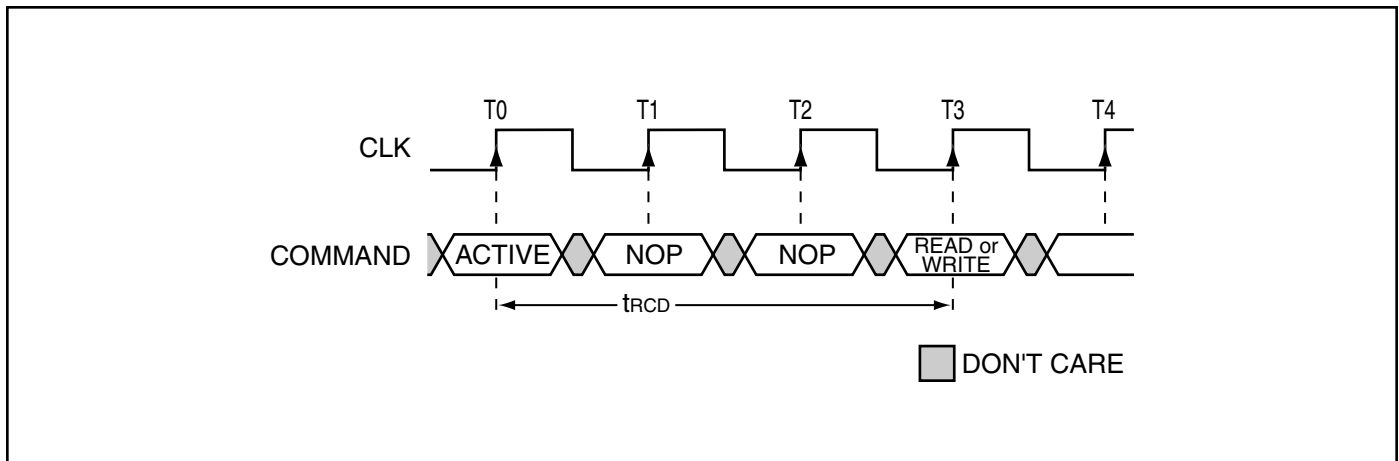 T0 T1 T2 T3 T4
CLK
COMMAND ACTIVE NOP NOP READ or
WRITE
tRCD
DON'T CARE